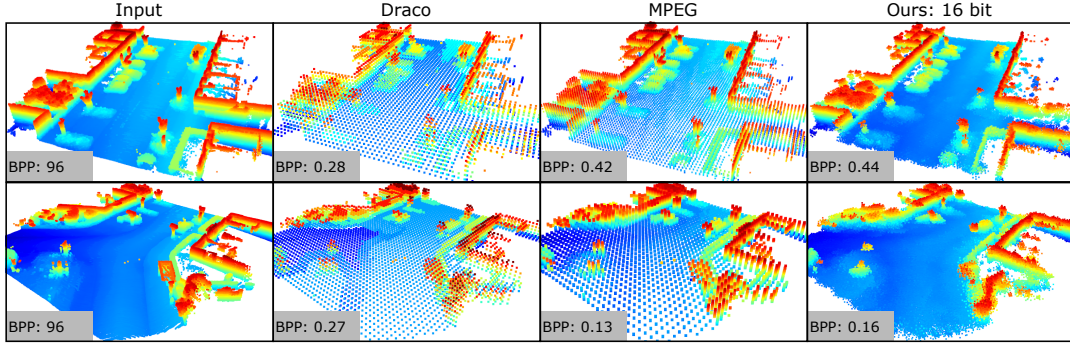 Input Draco MPEG Ours: 16 bit
BPP: 96 BPP: 0.28 BPP: 0.42 BPP: 0.44
BPP: 96 BPP: 0.27 BPP: 0.13 BPP: 0.16